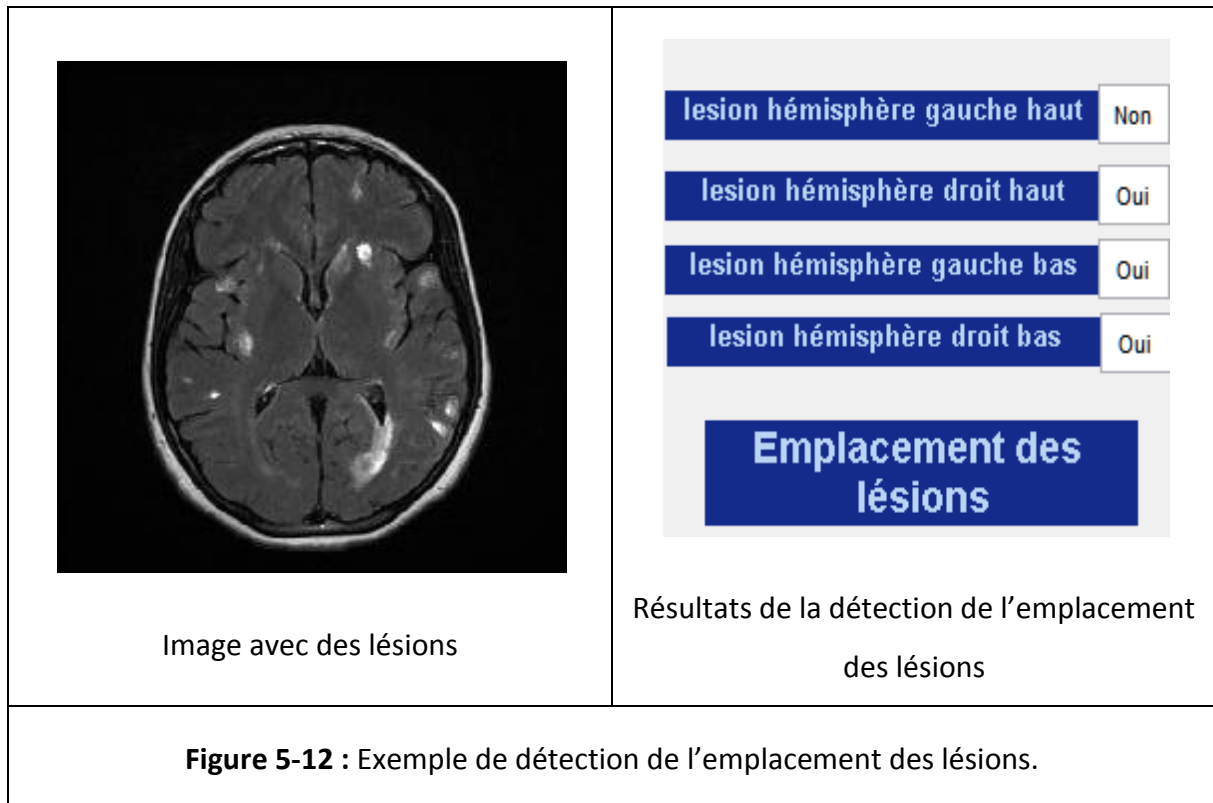 lesion hémisphère gauche haut Non
lesion hémisphère droit haut Oui
lesion hémisphère gauche bas Oui
lesion hémisphère droit bas Oui
Emplacement des
lésions
Image avec des lésions
Résultats de la détection de l’emplacement
des lésions
Figure 5-12 : Exemple de détection de l’emplacement des lésions.